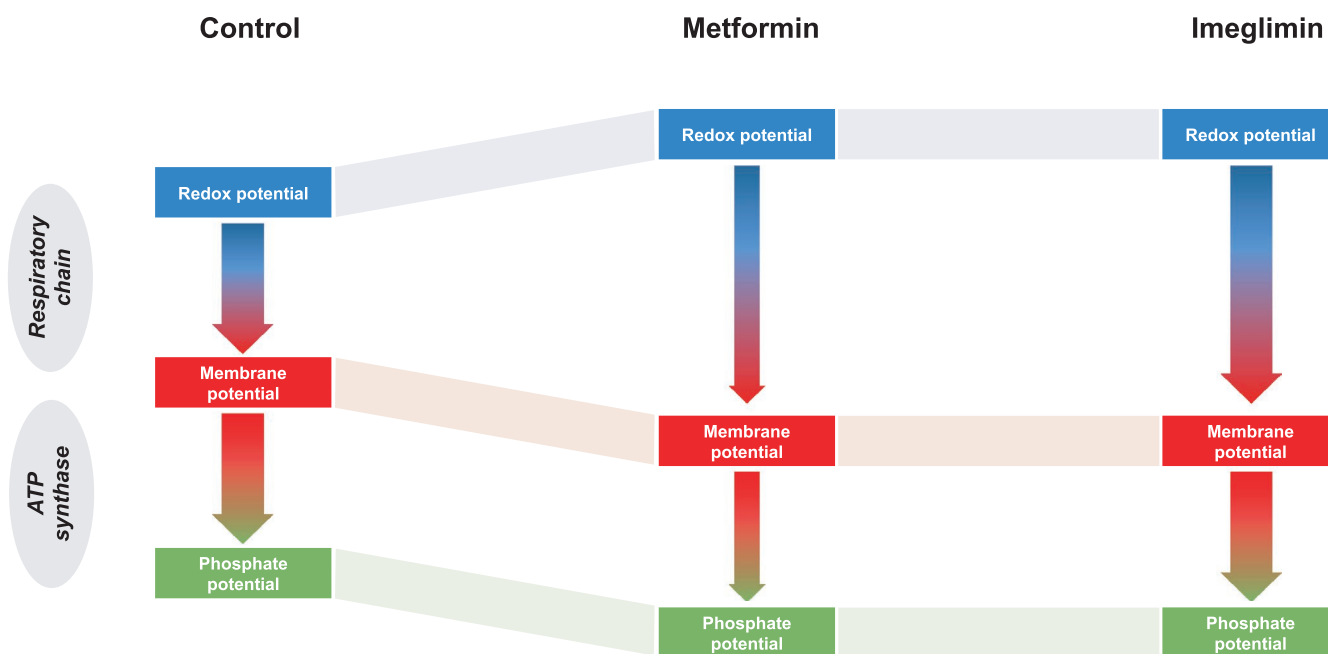 Control
Metformin
Imeglimin
Redox potential
Redox potential
Redox potential
Respiratory
chain
Membrane
potential
Membrane
potential
Membrane
potential
ATP
synthase
Phosphate
potential
Phosphate
potential
Phosphate
potential